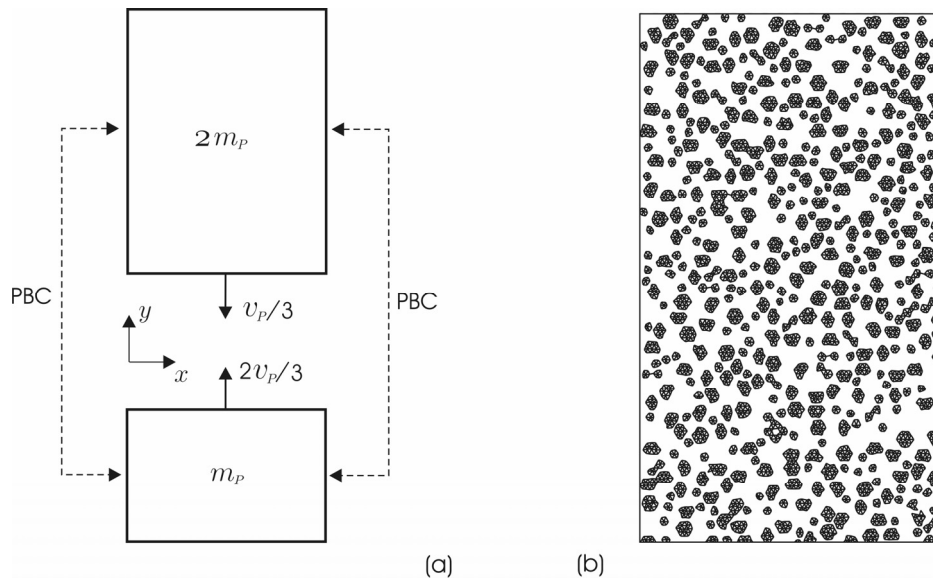 2m_P
PBC
PBC
v_P/3
y
x
2v_P/3
m_P
(a)
(b)